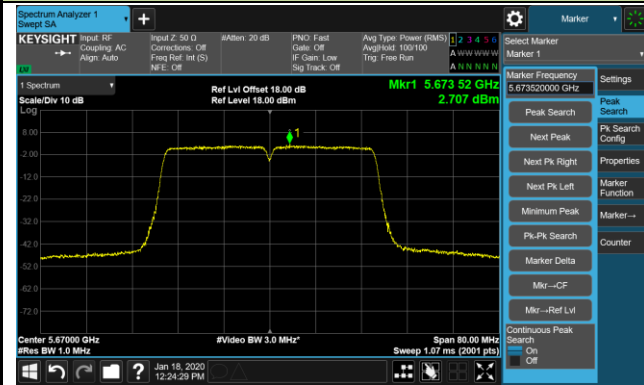 Spectrum Analyzer 1
Swept SA
Marker
KEYSIGHT
Input: RF
Coupling: AC
Align: Auto
Input Z: 50 Ω
Corrections: Off
Freq Ref: Int (S)
NFE: Off
#Atten: 20 dB
PNO: Fast
Gate: Off
IF Gain: Low
Sig Track: Off
Avg Type: Power (RMS)
Avg|Hold: 100/100
Trig: Free Run
1 2 3 4 5 6
A W W W W W
A N N N N N
Select Marker
Marker 1
1 Spectrum
Scale/Div 10 dB
Log
Ref Lvl Offset 18.00 dB
Ref Level 18.00 dBm
Mkr1 5.673 52 GHz
2.707 dBm
8.00
-2.00
-12.0
-22.0
-32.0
-42.0
-52.0
-62.0
-72.0
1
Center 5.67000 GHz
#Res BW 1.0 MHz
#Video BW 3.0 MHz*
Span 80.00 MHz
Sweep 1.07 ms (2001 pts)
Marker Frequency
5.673520000 GHz
Peak Search
Next Peak
Next Pk Right
Next Pk Left
Minimum Peak
Pk-Pk Search
Marker Delta
Mkr→CF
Mkr→Ref Lvl
Continuous Peak
Search
On
Off
Settings
Peak
Search
Pk Search
Config
Properties
Marker
Function
Marker→
Counter
?
Jan 18, 2020
12:24:29 PM